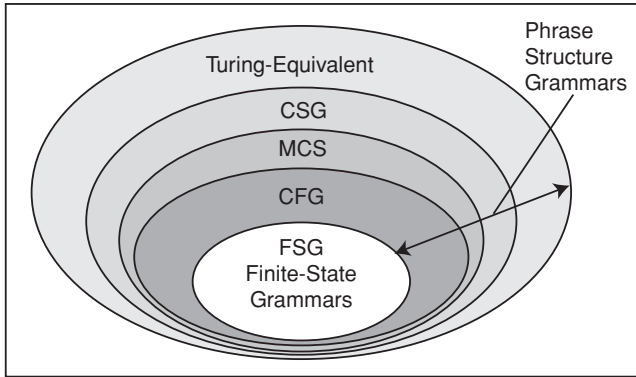 Phrase
Structure
Grammars
Turing-Equivalent
CSG
MCS
CFG
FSG
Finite-State
Grammars